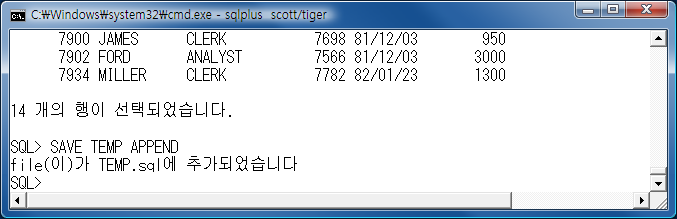 C:₩Windows₩system32₩cmd.exe - sqlplus  scott/tiger
7900 JAMES      CLERK           7698 81/12/03        950
7902 FORD       ANALYST         7566 81/12/03       3000
7934 MILLER     CLERK           7782 82/01/23       1300
14 개의 행이 선택되었습니다.
SQL> SAVE TEMP APPEND
file(이)가 TEMP.sql에 추가되었습니다
SQL>